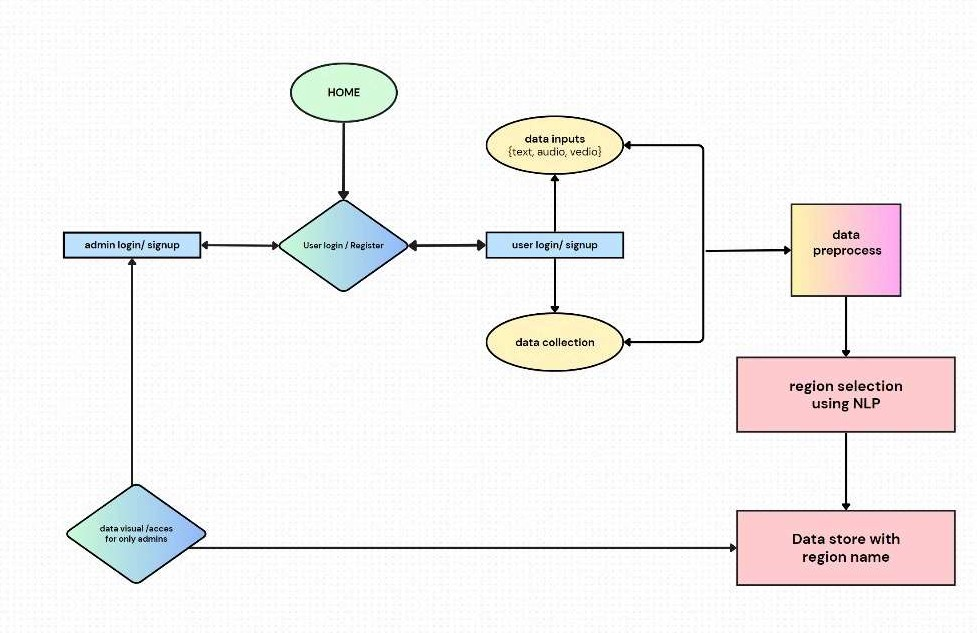 HOME
data inputs
{text, audio, vedio}
admin login/ signup
User login / Register
user login/ signup
data
preprocess
data collection
region selection
using NLP
data visual /acces
for only admins
Data store with
region name